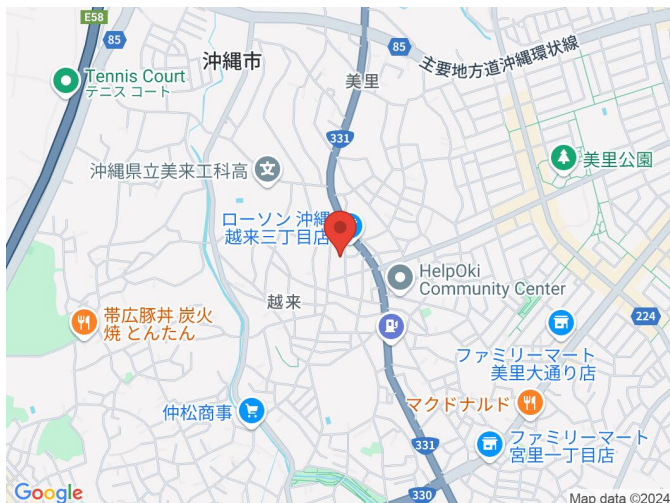 E58
85
Tennis Court
テニス コート
沖縄市
美里
85
主要地方道沖縄環状線
331
沖縄県立美来工科高
美里公園
ローソン 沖縄
越来三丁目店
HelpOki
Community Center
越来
帯広豚丼 炭火
焼 とんたん
224
ファミリーマート
美里大通り店
マクドナルド
仲松商事
331
ファミリーマート
宮里一丁目店
330
Google
Map data ©2024